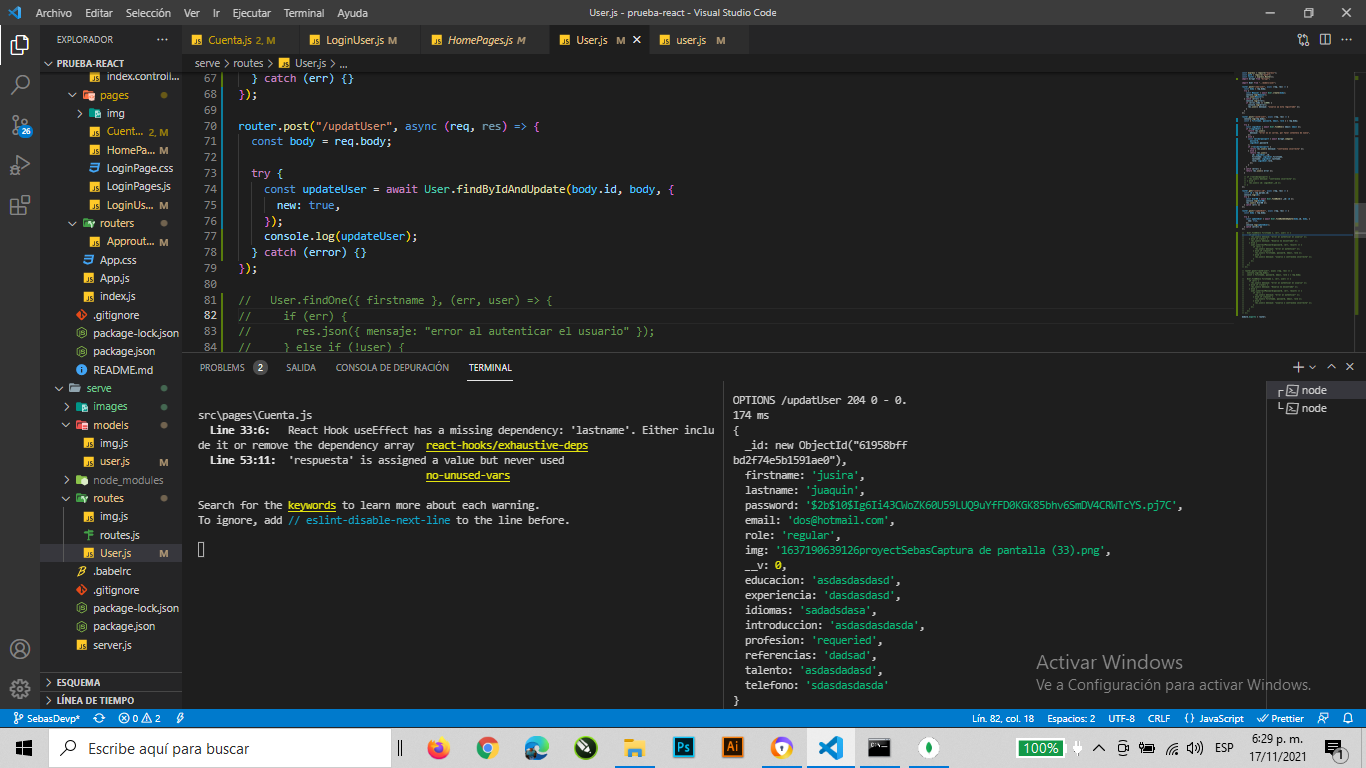 Archivo Editar Selección Ver Ir Ejecutar Terminal Ayuda
User.js - prueba-react - Visual Studio Code
EXPLORADOR ···
PRUEBA-REACT
index.controll...
pages
img
Cuent... 2, M
HomePa... M
LoginPage.css
LoginPages.js
LoginUs... M
routers
Approut... M
App.css
App.js
index.js
.gitignore
package-lock.json
package.json
README.md
serve
images
models
img.js
user.js M
node_modules
routes
img.js
routes.js
User.js M
.babelrc
.gitignore
package-lock.json
package.json
server.js
ESQUEMA
LÍNEA DE TIEMPO
26
Cuenta.js 2, M
LoginUser.js M
HomePages.js M
User.js M
user.js M
serve > routes > User.js > ...
67 } catch (err) {}
68 });
69
70 router.post("/updatUser", async (req, res) => {
71 const body = req.body;
72
73 try {
74 const updateUser = await User.findByIdAndUpdate(body.id, body, {
75 new: true,
76 });
77 console.log(updateUser);
78 } catch (error) {}
79 });
80
81 // User.findOne({ firstname }, (err, user) => {
82 // if (err) {
83 // res.json({ mensaje: "error al autenticar el usuario" });
84 // } else if (!user) {
PROBLEMS 2 SALIDA CONSOLA DE DEPURACIÓN TERMINAL
src\pages\Cuenta.js
Line 33:6: React Hook useEffect has a missing dependency: 'lastname'. Either inclu
de it or remove the dependency array react-hooks/exhaustive-deps
Line 53:11: 'respuesta' is assigned a value but never used
no-unused-vars
Search for the keywords to learn more about each warning.
To ignore, add // eslint-disable-next-line to the line before.
OPTIONS /updatUser 204 0 - 0.
174 ms
{
_id: new ObjectId("61958bff
bd2f74e5b1591ae0"),
firstname: 'jusira',
lastname: 'juaquin',
password: '$2b$10$Ig6Ii43CWoZK60U59LUQ9uYfFD0KGK85bhv6SmDV4CRWTcYS.pj7C',
email: 'dos@hotmail.com',
role: 'regular',
img: '1637190639126proyectSebasCaptura de pantalla (33).png',
__v: 0,
educacion: 'asdasdasdasd',
experiencia: 'dasdasdasd',
idiomas: 'sadadsdasa',
introduccion: 'asdasdasdasda',
profesion: 'requeried',
referencias: 'dadsad',
talento: 'asdasdadasd',
telefono: 'sdasdasdasda'
}
node
node
Activar Windows
Ve a Configuración para activar Windows.
SebasDevp* 0 2
Lín. 82, col. 18 Espacios: 2 UTF-8 CRLF {} JavaScript Prettier
Escribe aquí para buscar
Ps
Ai
100%
ESP
6:29 p. m.
17/11/2021
1